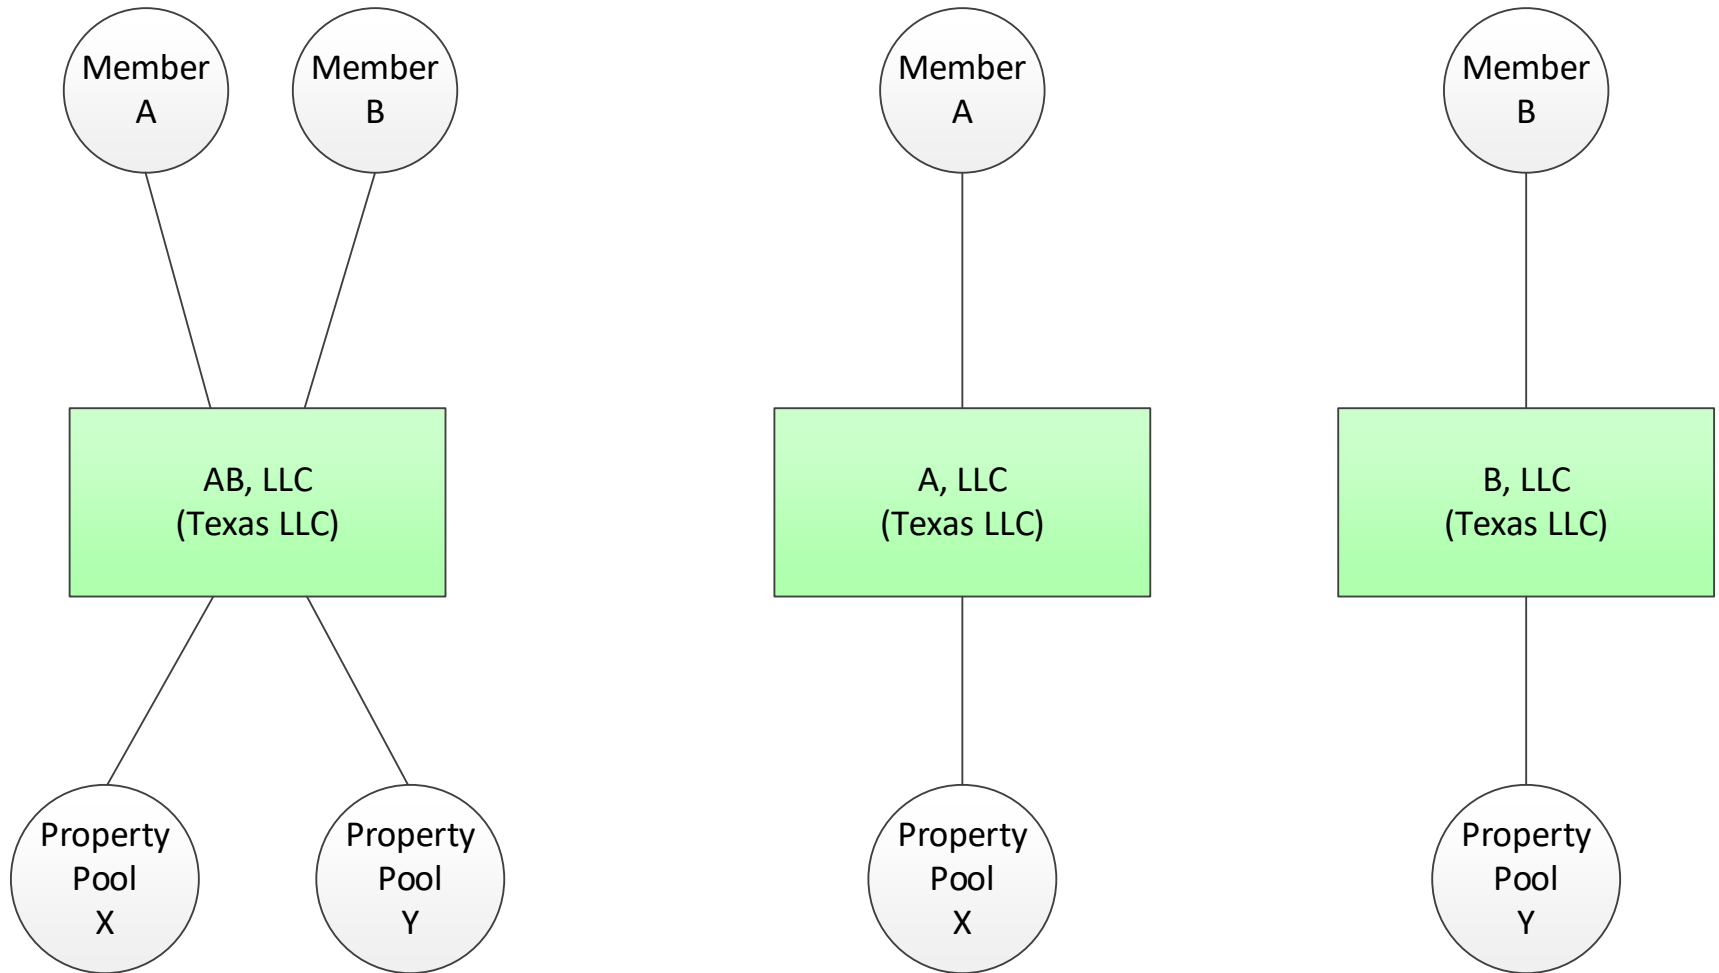 Member
A
Member
B
Member
A
Member
B
AB, LLC
(Texas LLC)
A, LLC
(Texas LLC)
B, LLC
(Texas LLC)
Property
Pool
X
Property
Pool
Y
Property
Pool
X
Property
Pool
Y